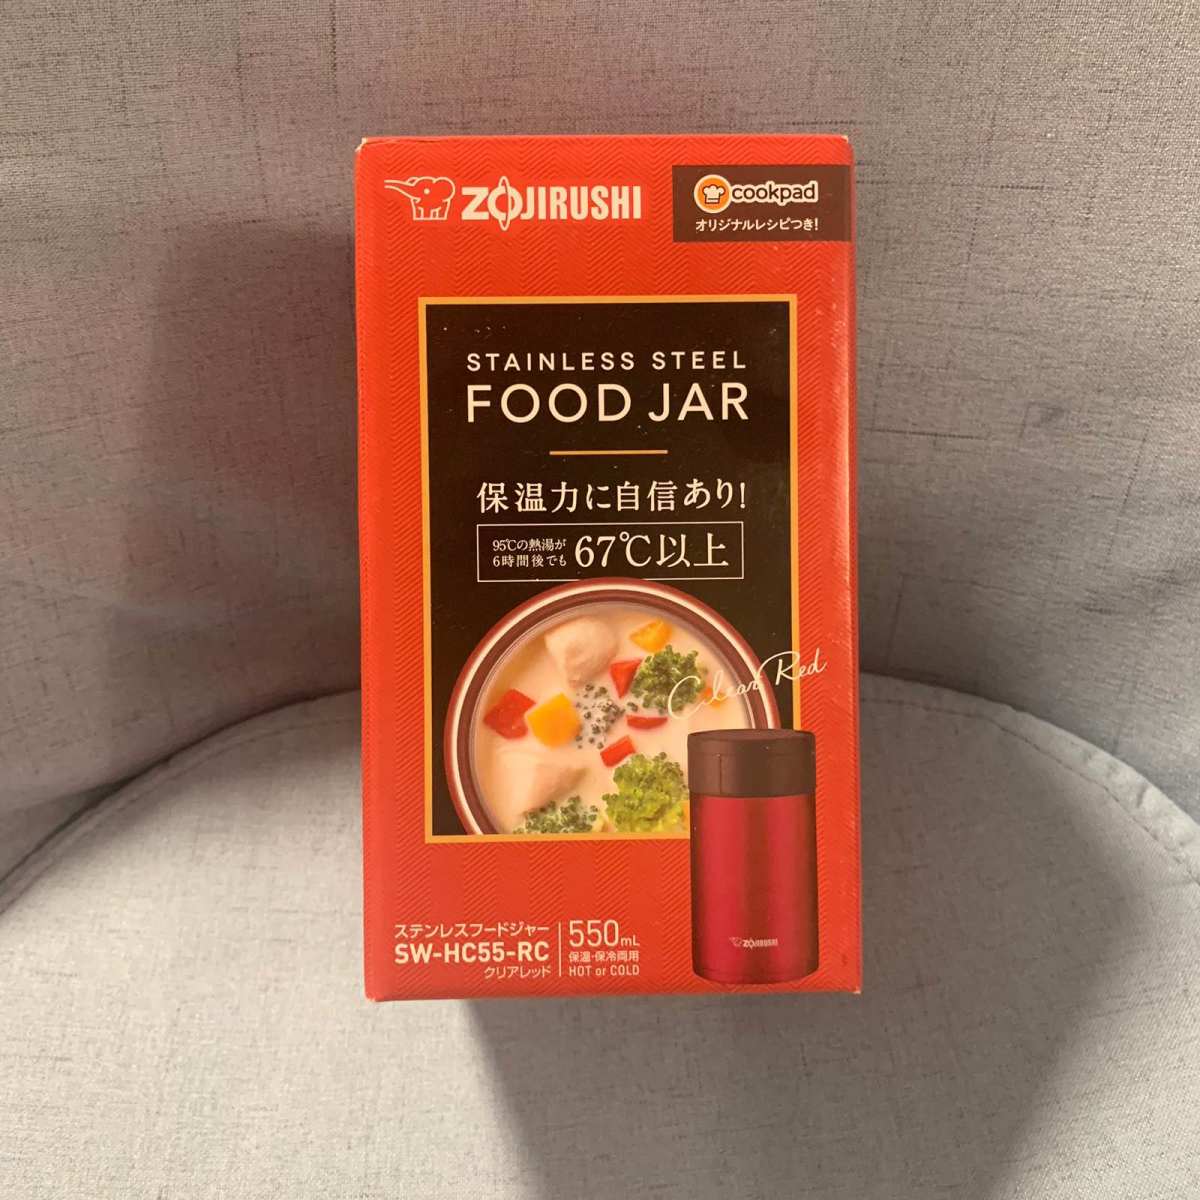 ZOJIRUSHI
cookpad
オリジナルレシピつき!
STAINLESS STEEL
FOOD JAR
保温力に自信あり!
95℃の熱湯が
6時間後でも
67℃以上
Clear Red
ZOJIRUSHI
ステンレスフードジャー
SW-HC55-RC
クリアレッド
550mL
保温・保冷両用
HOT or COLD